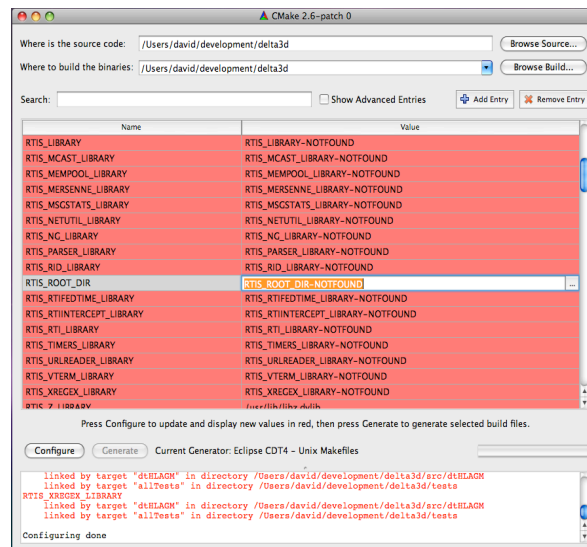 CMake 2.6-patch 0
Where is the source code: /Users/david/development/delta3d Browse Source...
Where to build the binaries: /Users/david/development/delta3d Browse Build...
Search: Show Advanced Entries Add Entry Remove Entry
Name Value
RTIS_LIBRARY RTIS_LIBRARY-NOTFOUND
RTIS_MCAST_LIBRARY RTIS_MCAST_LIBRARY-NOTFOUND
RTIS_MEMPOOL_LIBRARY RTIS_MEMPOOL_LIBRARY-NOTFOUND
RTIS_MERSENNE_LIBRARY RTIS_MERSENNE_LIBRARY-NOTFOUND
RTIS_MSGSTATS_LIBRARY RTIS_MSGSTATS_LIBRARY-NOTFOUND
RTIS_NETUTIL_LIBRARY RTIS_NETUTIL_LIBRARY-NOTFOUND
RTIS_NG_LIBRARY RTIS_NG_LIBRARY-NOTFOUND
RTIS_PARSER_LIBRARY RTIS_PARSER_LIBRARY-NOTFOUND
RTIS_RID_LIBRARY RTIS_RID_LIBRARY-NOTFOUND
RTIS_ROOT_DIR RTIS_ROOT_DIR-NOTFOUND ...
RTIS_RTIFEDTIME_LIBRARY RTIS_RTIFEDTIME_LIBRARY-NOTFOUND
RTIS_RTIINTERCEPT_LIBRARY RTIS_RTIINTERCEPT_LIBRARY-NOTFOUND
RTIS_RTI_LIBRARY RTIS_RTI_LIBRARY-NOTFOUND
RTIS_TIMERS_LIBRARY RTIS_TIMERS_LIBRARY-NOTFOUND
RTIS_URLREADER_LIBRARY RTIS_URLREADER_LIBRARY-NOTFOUND
RTIS_VTERM_LIBRARY RTIS_VTERM_LIBRARY-NOTFOUND
RTIS_XREGEX_LIBRARY RTIS_XREGEX_LIBRARY-NOTFOUND
RTIS_Z_LIBRARY /usr/lib/libz.dylib
Press Configure to update and display new values in red, then press Generate to generate selected build files.
Configure Generate Current Generator: Eclipse CDT4 - Unix Makefiles
linked by target "dtHLAGM" in directory /Users/david/development/delta3d/src/dtHLAGM
linked by target "allTests" in directory /Users/david/development/delta3d/tests
RTIS_XREGEX_LIBRARY
linked by target "dtHLAGM" in directory /Users/david/development/delta3d/src/dtHLAGM
linked by target "allTests" in directory /Users/david/development/delta3d/tests
Configuring done